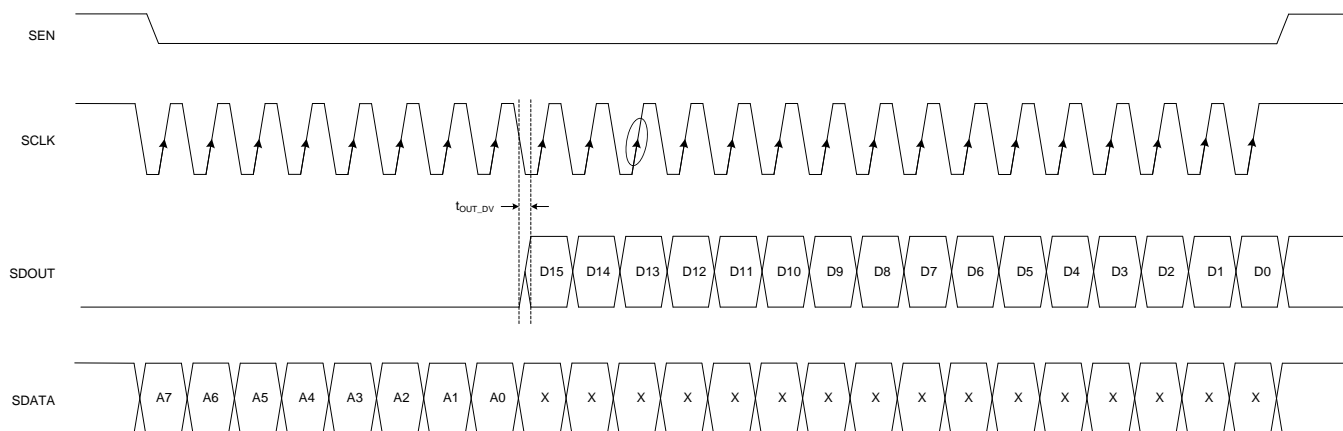 SEN
SCLK
tOUT_DV
SDOUT
D15 D14 D13 D12 D11 D10 D9 D8 D7 D6 D5 D4 D3 D2 D1 D0
SDATA
A7 A6 A5 A4 A3 A2 A1 A0 X X X X X X X X X X X X X X X X